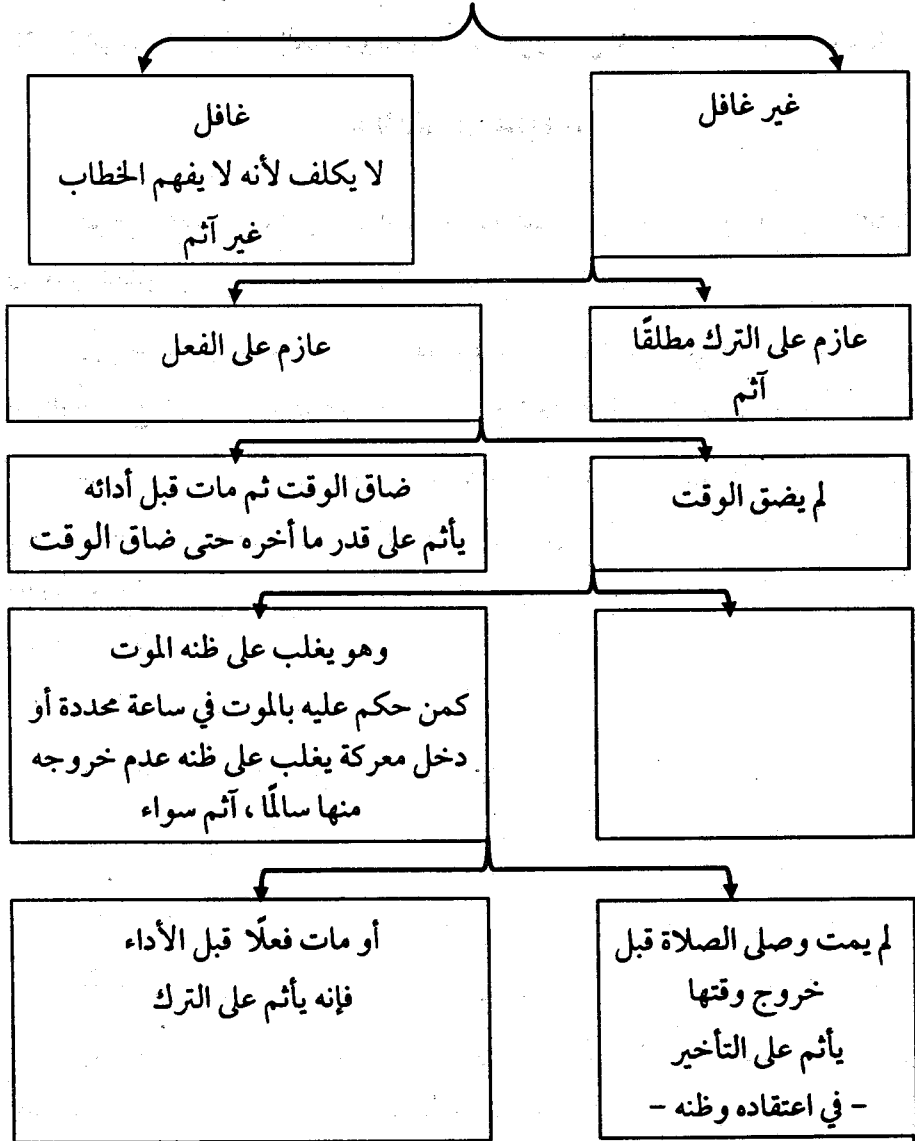 غير غافل
غافل
لا يكلف لأنه لا يفهم الخطاب
غير آثم
عازم على الترك مطلقًا
آثم
عازم على الفعل
لم يضق الوقت
ضاق الوقت ثم مات قبل أدائه
يأثم على قدر ما أخره حتى ضاق الوقت
وهو يغلب على ظنه الموت
كمن حكم عليه بالموت في ساعة محددة أو
دخل معركة يغلب على ظنه عدم خروجه
منها سالمًا ، آثم سواء
لم يمت وصلى الصلاة قبل
خروج وقتها
يأثم على التأخير
– في اعتقاده وظنه –
أو مات فعلًا قبل الأداء
فإنه يأثم على الترك